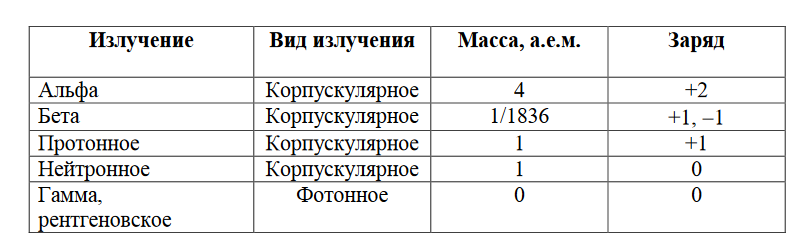 Излучение Вид излучения Масса, а.е.м. Заряд
Альфа Корпускулярное 4 +2
Бета Корпускулярное 1/1836 +1, –1
Протонное Корпускулярное 1 +1
Нейтронное Корпускулярное 1 0
Гамма, Фотонное 0 0
рентгеновское